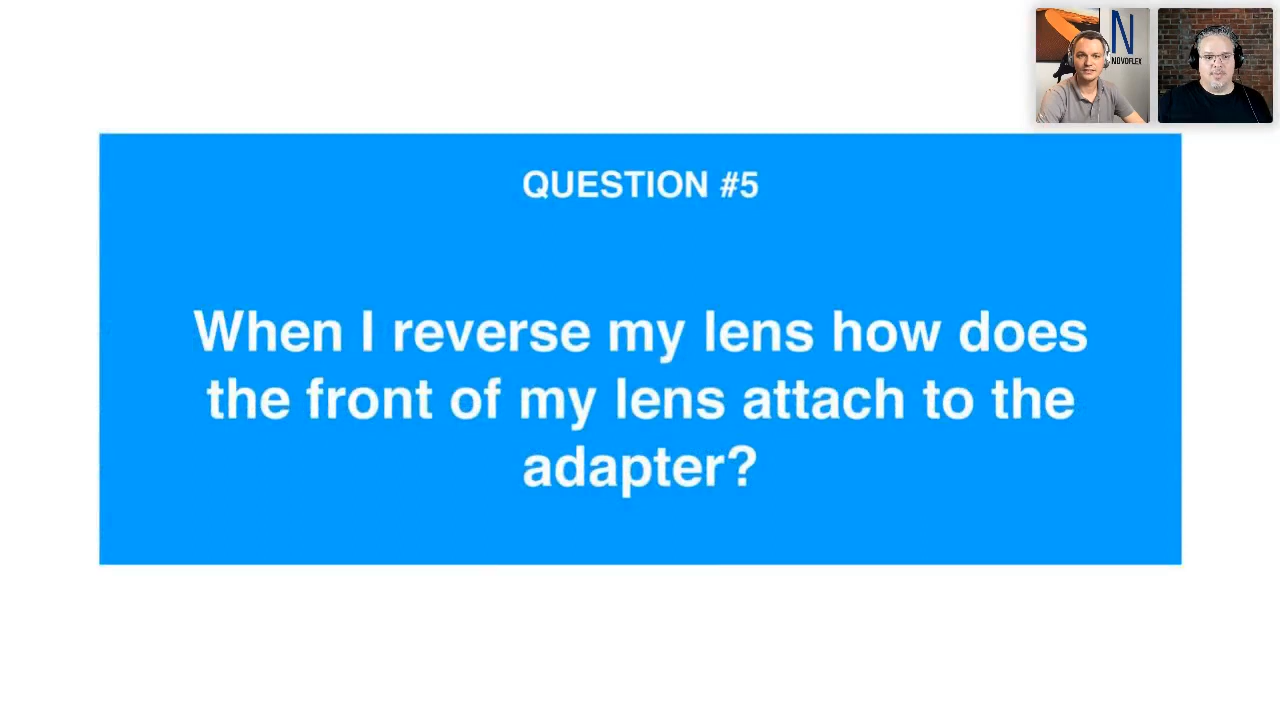 N
NOVOFLEX
QUESTION #5
When I reverse my lens how does
the front of my lens attach to the
adapter?